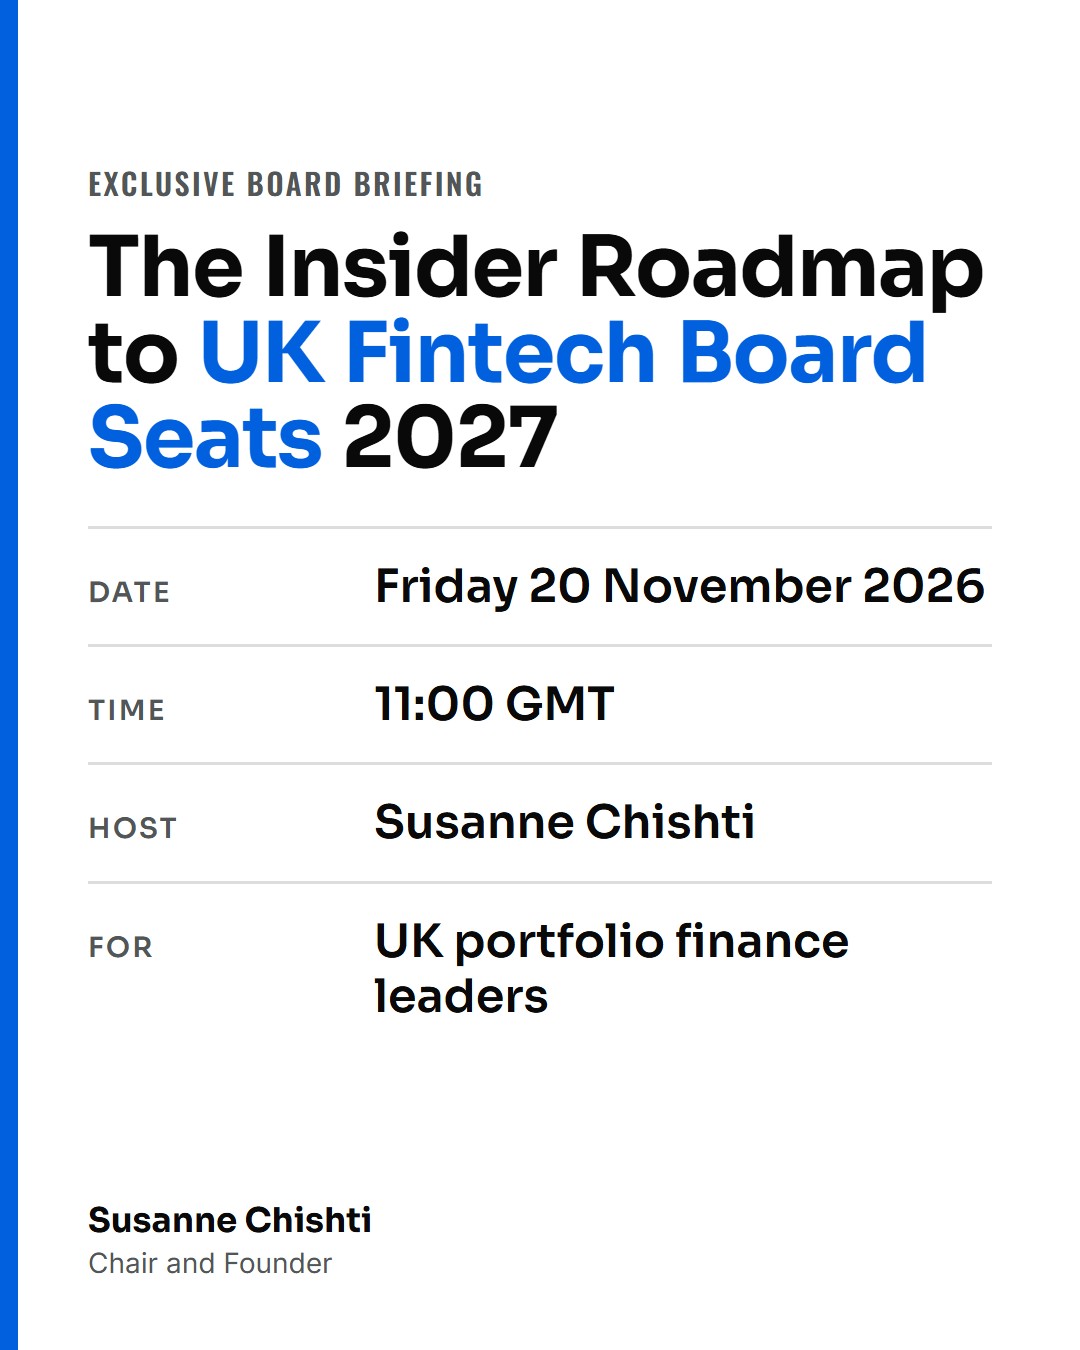 EXCLUSIVE BOARD BRIEFING
The Insider Roadmap
to UK Fintech Board
Seats 2027
DATE
Friday 20 November 2026
TIME
11:00 GMT
HOST
Susanne Chishti
FOR
UK portfolio finance
leaders
Susanne Chishti
Chair and Founder